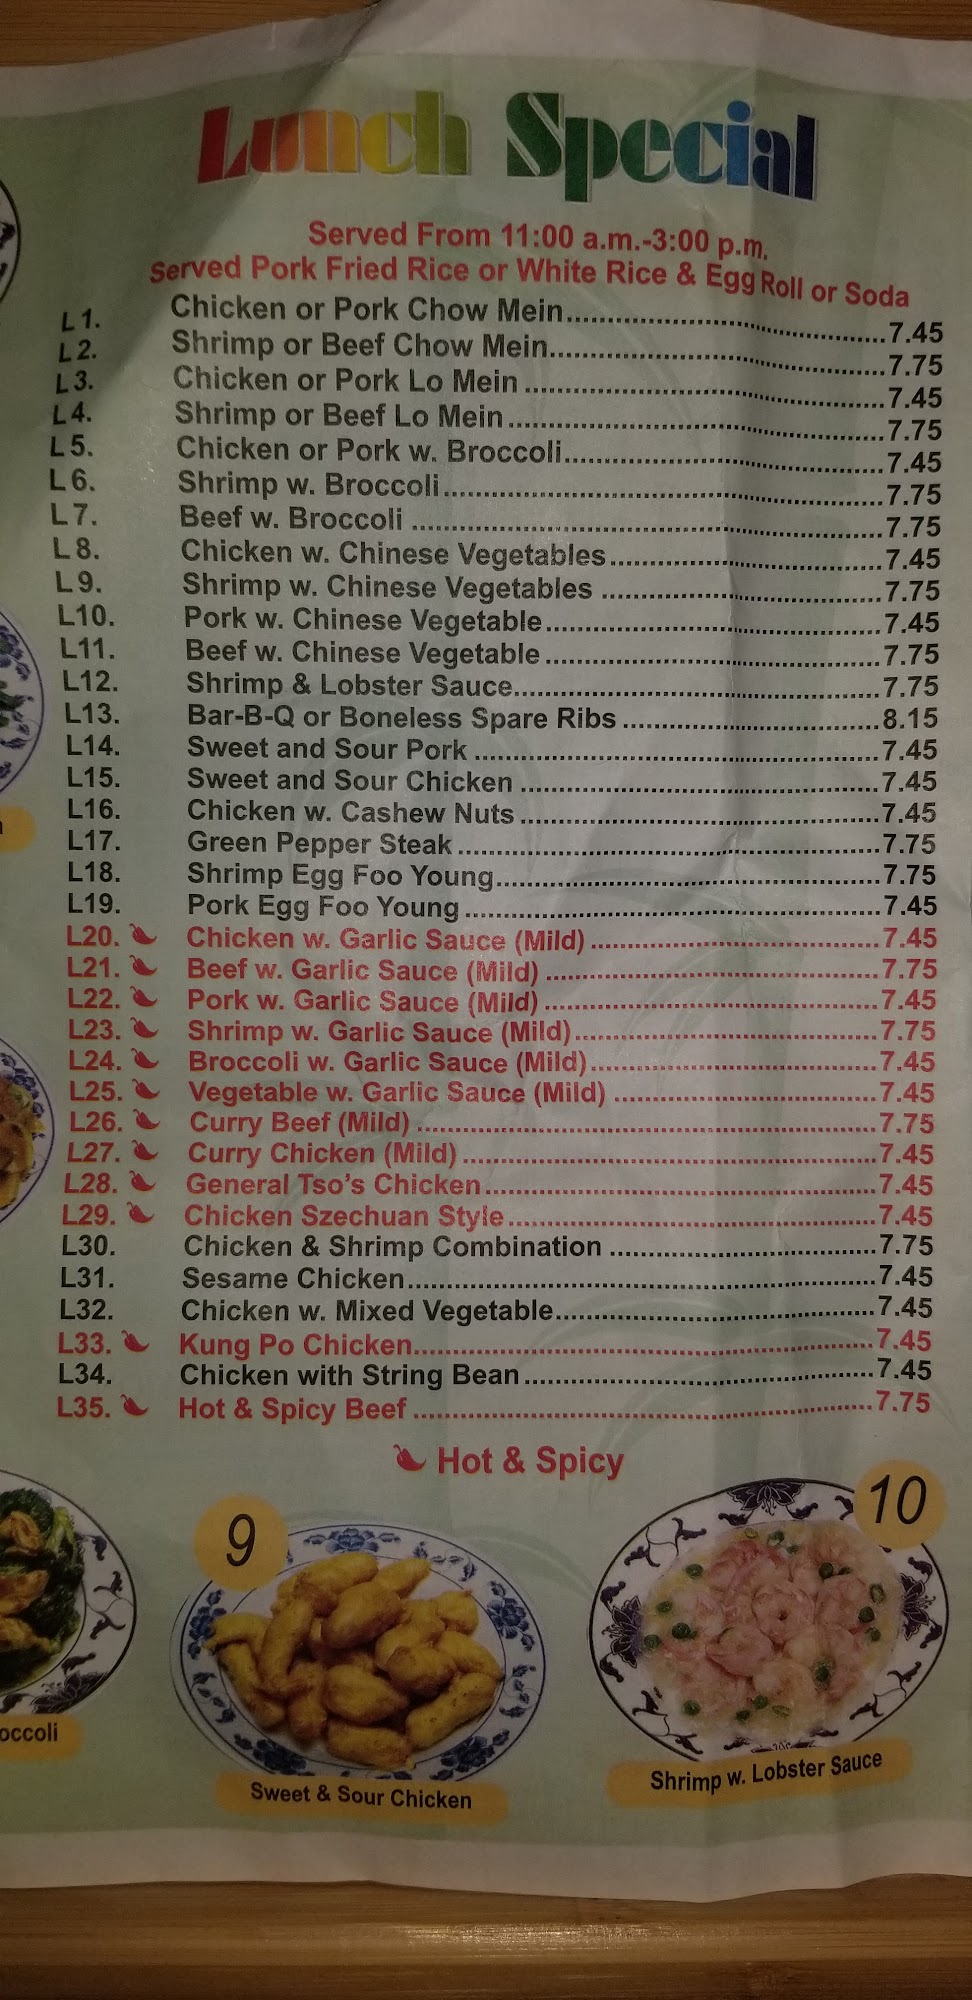 Lunch Special
Served From 11:00 a.m.-3:00 p.m.
Served Pork Fried Rice or White Rice & Egg Roll or Soda
L1. Chicken or Pork Chow Mein 7.45
L2. Shrimp or Beef Chow Mein 7.75
L3. Chicken or Pork Lo Mein 7.45
L4. Shrimp or Beef Lo Mein 7.75
L5. Chicken or Pork w. Broccoli 7.45
L6. Shrimp w. Broccoli 7.75
L7. Beef w. Broccoli 7.75
L8. Chicken w. Chinese Vegetables 7.45
L9. Shrimp w. Chinese Vegetables 7.75
L10. Pork w. Chinese Vegetable 7.45
L11. Beef w. Chinese Vegetable 7.75
L12. Shrimp & Lobster Sauce 7.75
L13. Bar-B-Q or Boneless Spare Ribs 8.15
L14. Sweet and Sour Pork 7.45
L15. Sweet and Sour Chicken 7.45
L16. Chicken w. Cashew Nuts 7.45
L17. Green Pepper Steak 7.75
L18. Shrimp Egg Foo Young 7.75
L19. Pork Egg Foo Young 7.45
L20. Chicken w. Garlic Sauce (Mild) 7.45
L21. Beef w. Garlic Sauce (Mild) 7.75
L22. Pork w. Garlic Sauce (Mild) 7.45
L23. Shrimp w. Garlic Sauce (Mild) 7.75
L24. Broccoli w. Garlic Sauce (Mild) 7.45
L25. Vegetable w. Garlic Sauce (Mild) 7.45
L26. Curry Beef (Mild) 7.75
L27. Curry Chicken (Mild) 7.45
L28. General Tso's Chicken 7.45
L29. Chicken Szechuan Style 7.45
L30. Chicken & Shrimp Combination 7.75
L31. Sesame Chicken 7.45
L32. Chicken w. Mixed Vegetable 7.45
L33. Kung Po Chicken 7.45
L34. Chicken with String Bean 7.45
L35. Hot & Spicy Beef 7.75
Hot & Spicy
9
10
occoli
Sweet & Sour Chicken
Shrimp w. Lobster Sauce